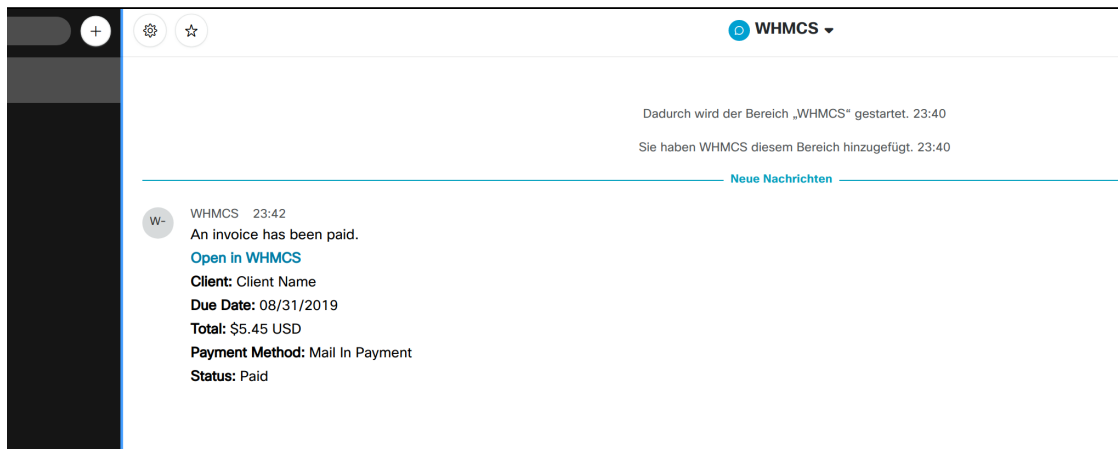 WHMCS
Dadurch wird der Bereich „WHMCS“ gestartet. 23:40
Sie haben WHMCS diesem Bereich hinzugefügt. 23:40
Neue Nachrichten
W-
WHMCS 23:42
An invoice has been paid.
Open in WHMCS
Client: Client Name
Due Date: 08/31/2019
Total: $5.45 USD
Payment Method: Mail In Payment
Status: Paid